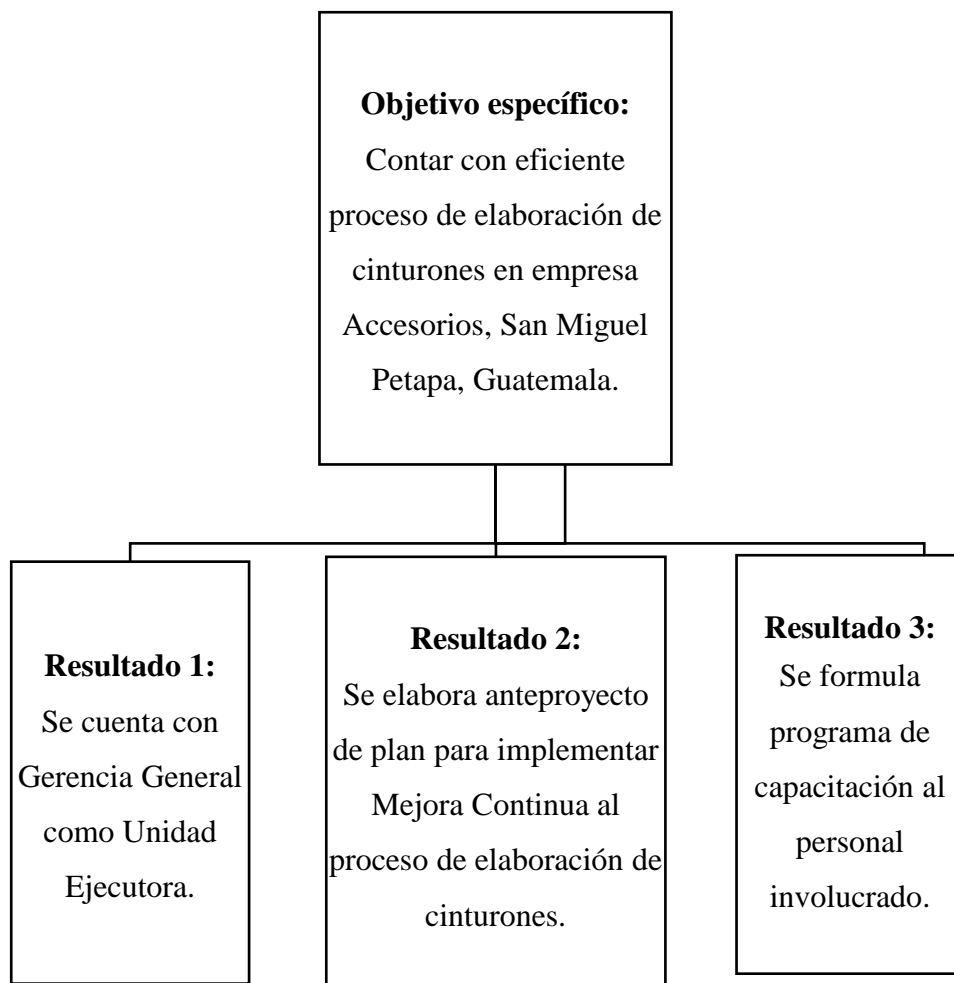 Objetivo específico:
Contar con eficiente
proceso de elaboración de
cinturones en empresa
Accesorios, San Miguel
Petapa, Guatemala.
Resultado 1:
Se cuenta con
Gerencia General
como Unidad
Ejecutora.
Resultado 2:
Se elabora anteproyecto
de plan para implementar
Mejora Continua al
proceso de elaboración de
cinturones.
Resultado 3:
Se formula
programa de
capacitación al
personal
involucrado.